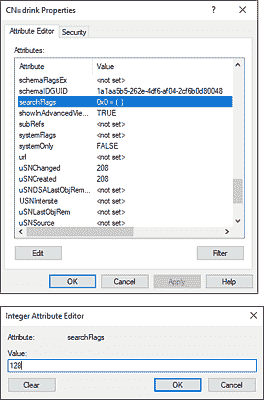 CN=drink Properties
Attribute Editor Security
Attributes:
Attribute Value
schemaFlagsEx <not set>
schemaIDGUID 1a1aa5b5-262e-4df6-af04-2cf6b0d80048
searchFlags 0x0 = ( )
showInAdvancedVie... TRUE
subRefs <not set>
systemFlags <not set>
systemOnly FALSE
url <not set>
uSNChanged 208
uSNCreated 208
uSNDSALastObjRem... <not set>
USNIntersite <not set>
uSNLastObjRem <not set>
uSNSource <not set>
Edit Filter
OK Cancel Apply Help
Integer Attribute Editor
Attribute: searchFlags
Value:
128
Clear OK Cancel